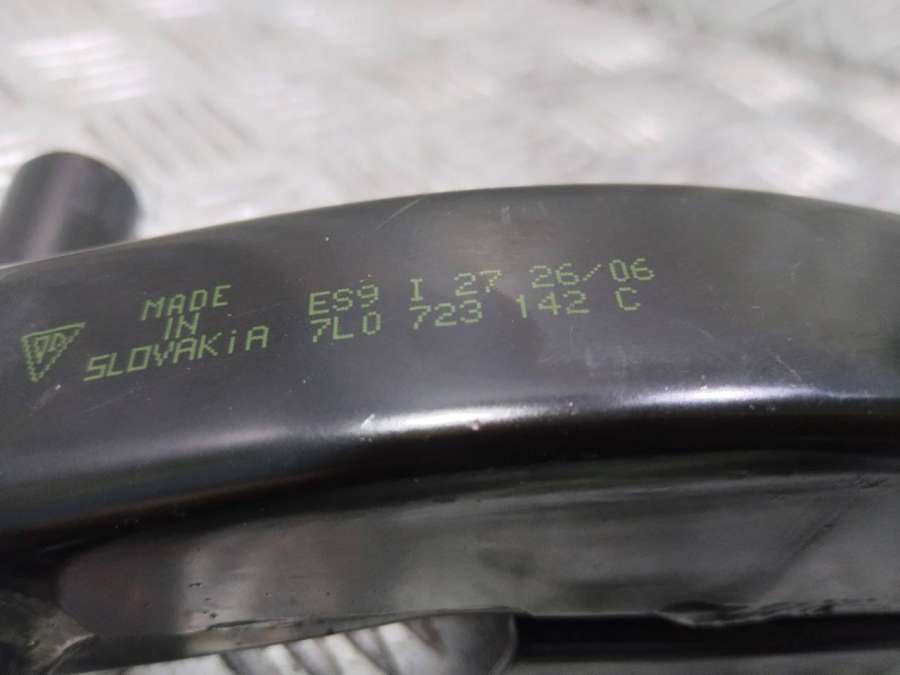 MADE
IN
SLOVAKiA
ES9 I 27 26/06
7L0 723 142 C